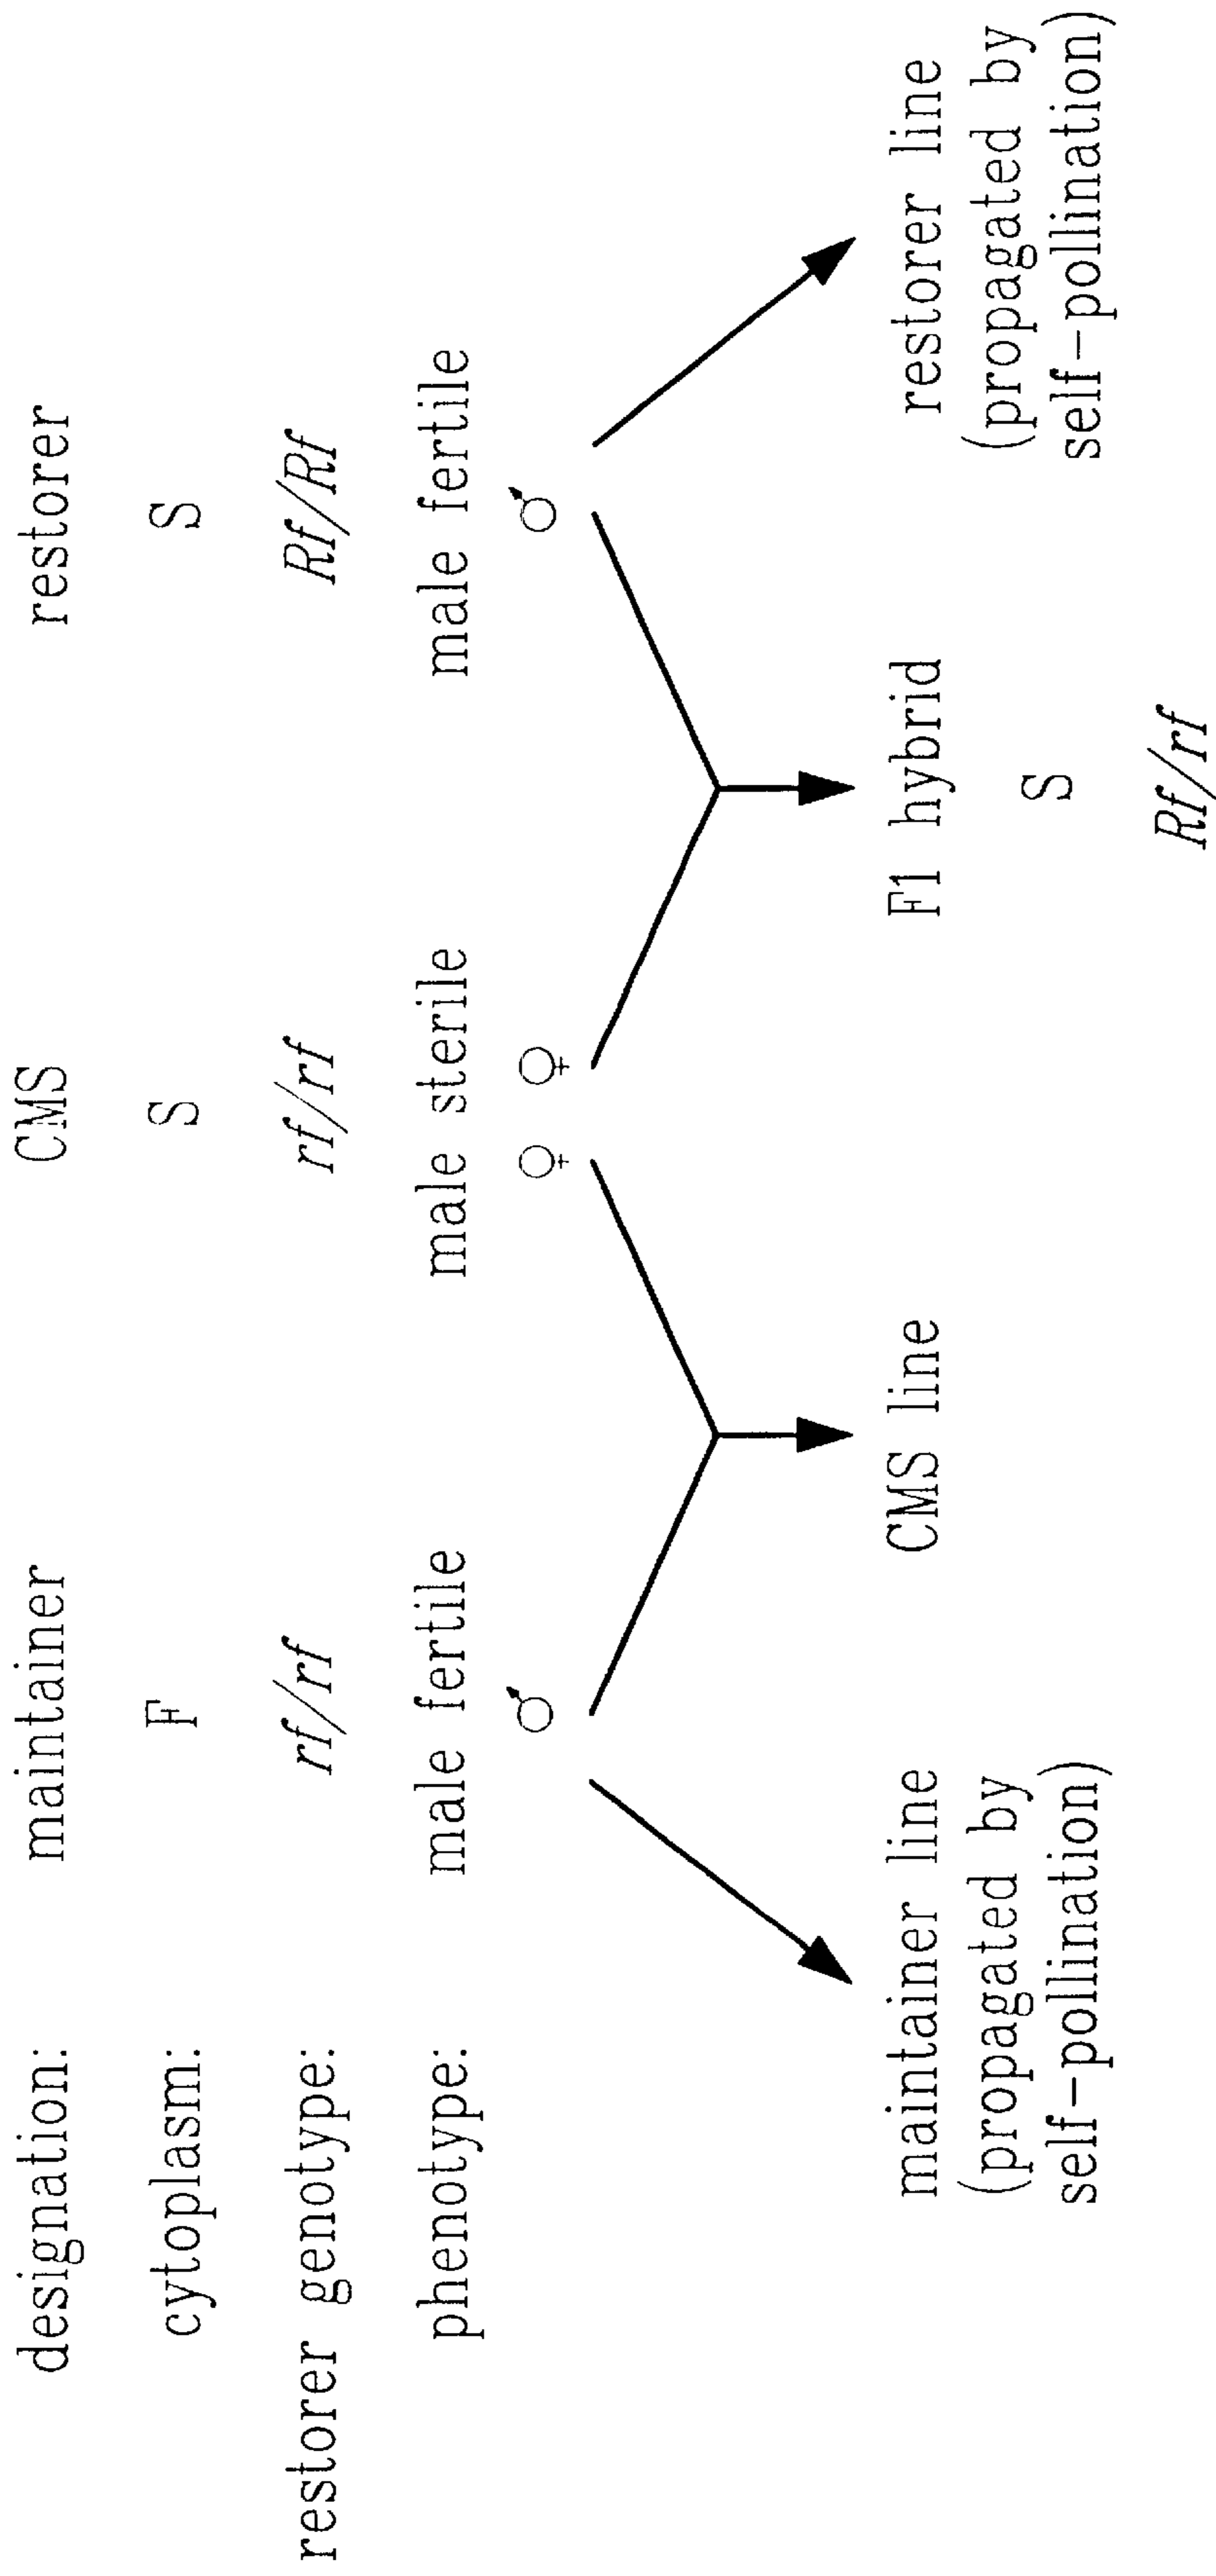 designation: maintainer CMS restorer
cytoplasm: F S S
restorer genotype: rf/rf rf/rf Rf/Rf
phenotype: male fertile male sterile male fertile
♂ ♀ ♀ ♂
maintainer line
(propagated by
self-pollination)
CMS line
F1 hybrid
S
Rf/rf
restorer line
(propagated by
self-pollination)